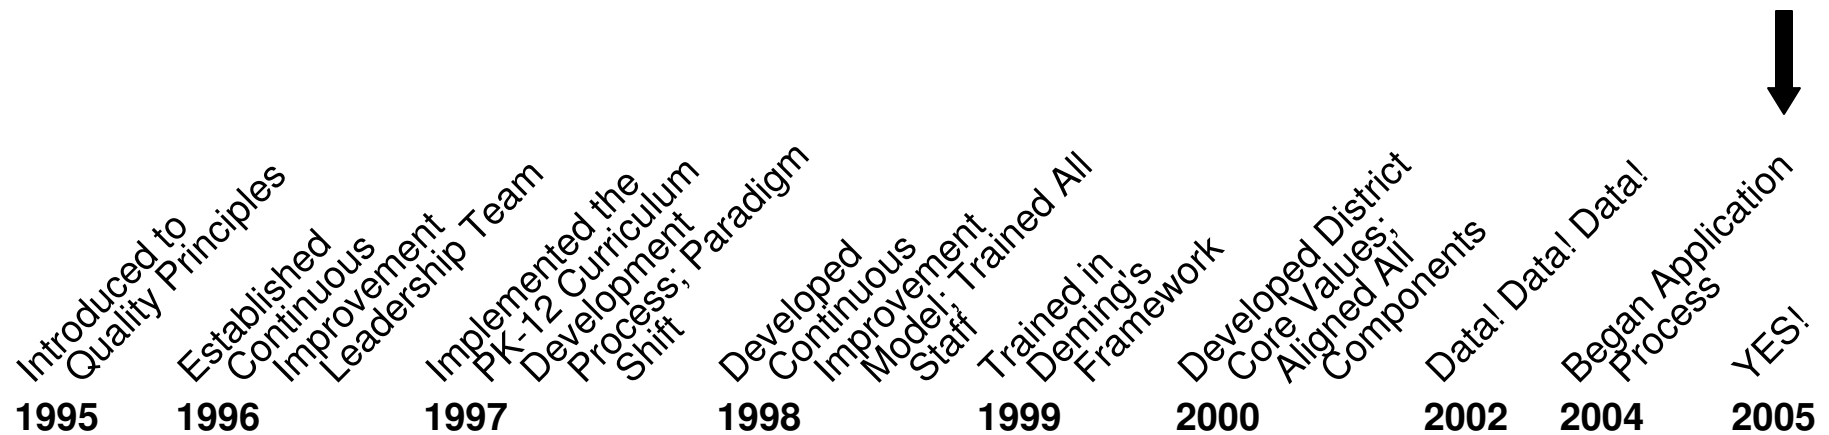 Introduced to
Quality Principles
Established
Continuous
Improvement
Leadership Team
Implemented the
PK-12 Curriculum
Development
Process; Paradigm
Shift
Developed
Continuous
Improvement
Model; Trained All
Staff
Trained in
Deming's
Framework
Developed District
Core Values;
Aligned All
Components
Data! Data! Data!
Began Application
Process
YES!
1995 1996 1997 1998 1999 2000 2002 2004 2005